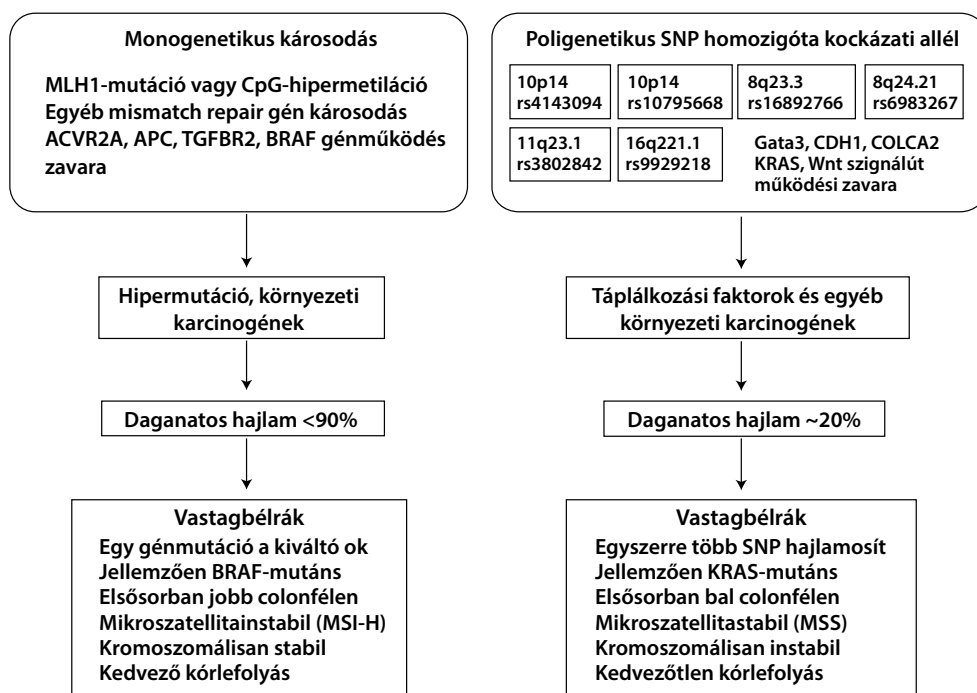 Monogenetikus károsodás
MLH1-mutáció vagy CpG-hipermetiláció
Egyéb mismatch repair gén károsodás
ACVR2A, APC, TGFBR2, BRAF génműködés
zavara
Hipermutáció, környezeti
karcinogének
Daganatos hajlam <90%
Vastagbélrák
Egy génmutáció a kiváltó ok
Jellemzően BRAF-mutáns
Elsősorban jobb colonfélen
Mikroszatellitainstabil (MSI-H)
Kromoszomálisan stabil
Kedvező kórlefolyás
Poligenetikus SNP homozigóta kockázati allél
10p14
rs4143094
10p14
rs10795668
8q23.3
rs16892766
8q24.21
rs6983267
11q23.1
rs3802842
16q221.1
rs9929218
Gata3, CDH1, COLCA2
KRAS, Wnt szignálút
működési zavara
Táplálkozási faktorok és egyéb
környezeti karcinogének
Daganatos hajlam ~20%
Vastagbélrák
Egyszerre több SNP hajlamosít
Jellemzően KRAS-mutáns
Elsősorban bal colonfélen
Mikroszatellitastabil (MSS)
Kromoszomálisan instabil
Kedvezőtlen kórlefolyás